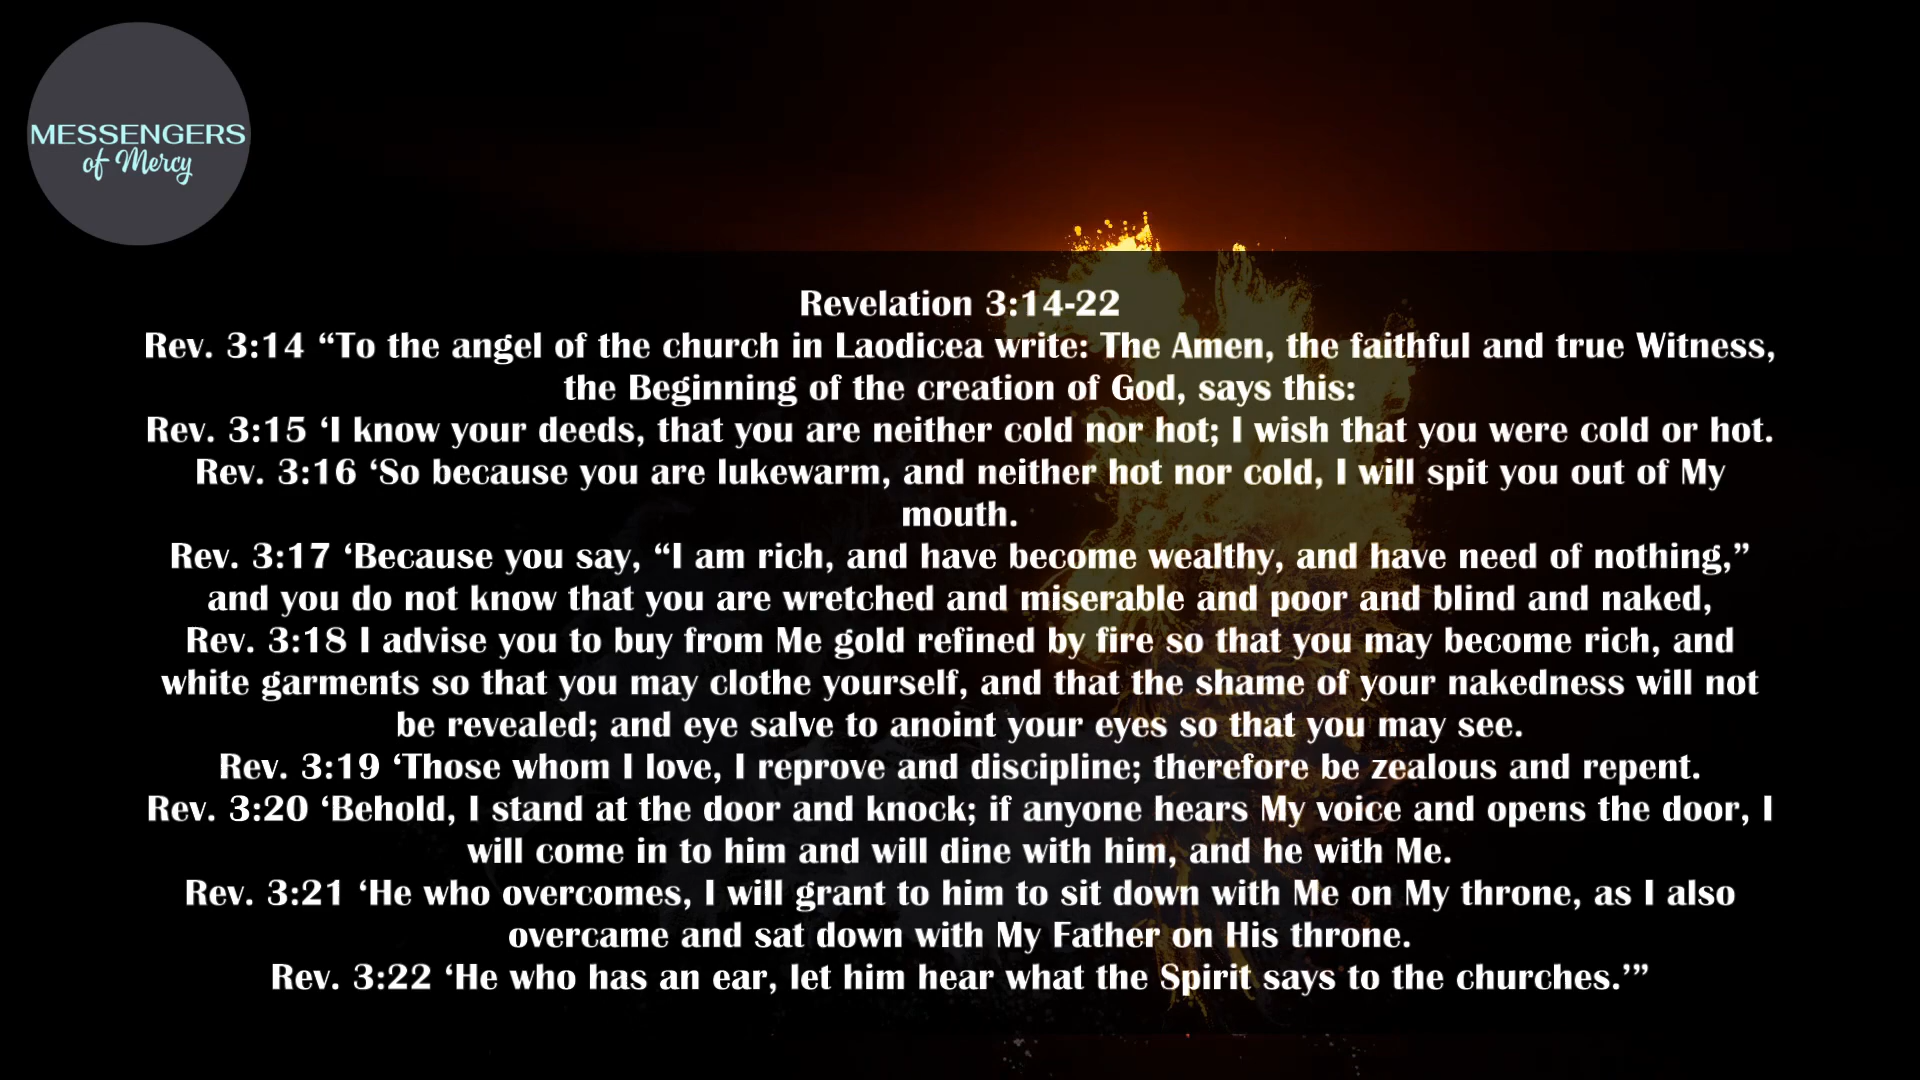 MESSENGERS
of Mercy
Revelation 3:14-22
Rev. 3:14 “To the angel of the church in Laodicea write: The Amen, the faithful and true Witness,
the Beginning of the creation of God, says this:
Rev. 3:15 ‘I know your deeds, that you are neither cold nor hot; I wish that you were cold or hot.
Rev. 3:16 ‘So because you are lukewarm, and neither hot nor cold, I will spit you out of My
mouth.
Rev. 3:17 ‘Because you say, “I am rich, and have become wealthy, and have need of nothing,”
and you do not know that you are wretched and miserable and poor and blind and naked,
Rev. 3:18 I advise you to buy from Me gold refined by fire so that you may become rich, and
white garments so that you may clothe yourself, and that the shame of your nakedness will not
be revealed; and eye salve to anoint your eyes so that you may see.
Rev. 3:19 ‘Those whom I love, I reprove and discipline; therefore be zealous and repent.
Rev. 3:20 ‘Behold, I stand at the door and knock; if anyone hears My voice and opens the door, I
will come in to him and will dine with him, and he with Me.
Rev. 3:21 ‘He who overcomes, I will grant to him to sit down with Me on My throne, as I also
overcame and sat down with My Father on His throne.
Rev. 3:22 ‘He who has an ear, let him hear what the Spirit says to the churches.’”